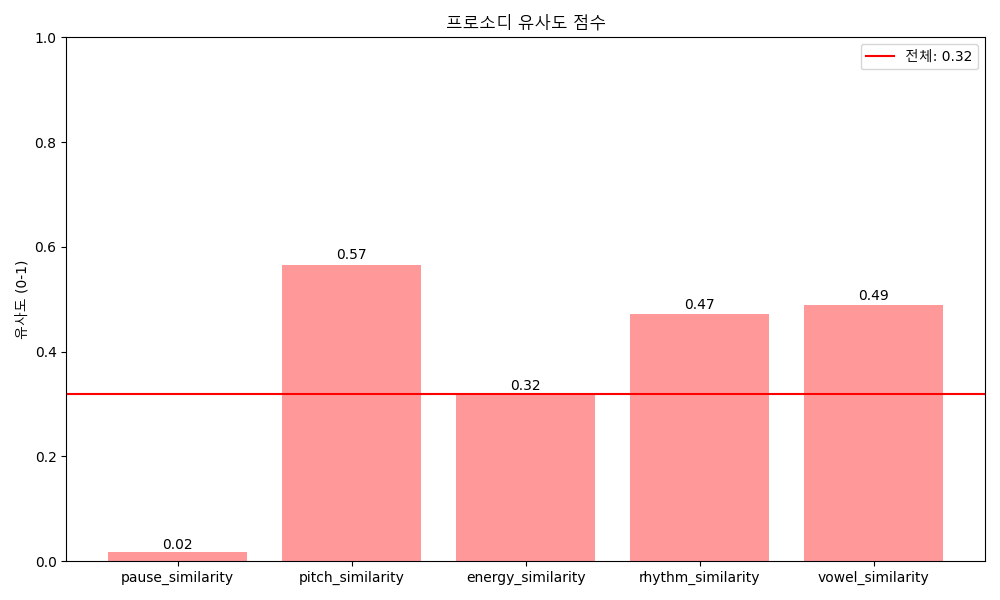 프로소디 유사도 점수
전체: 0.32
유사도 (0-1)
1.0
0.8
0.6
0.4
0.2
0.0
0.02
0.57
0.32
0.47
0.49
pause_similarity
pitch_similarity
energy_similarity
rhythm_similarity
vowel_similarity